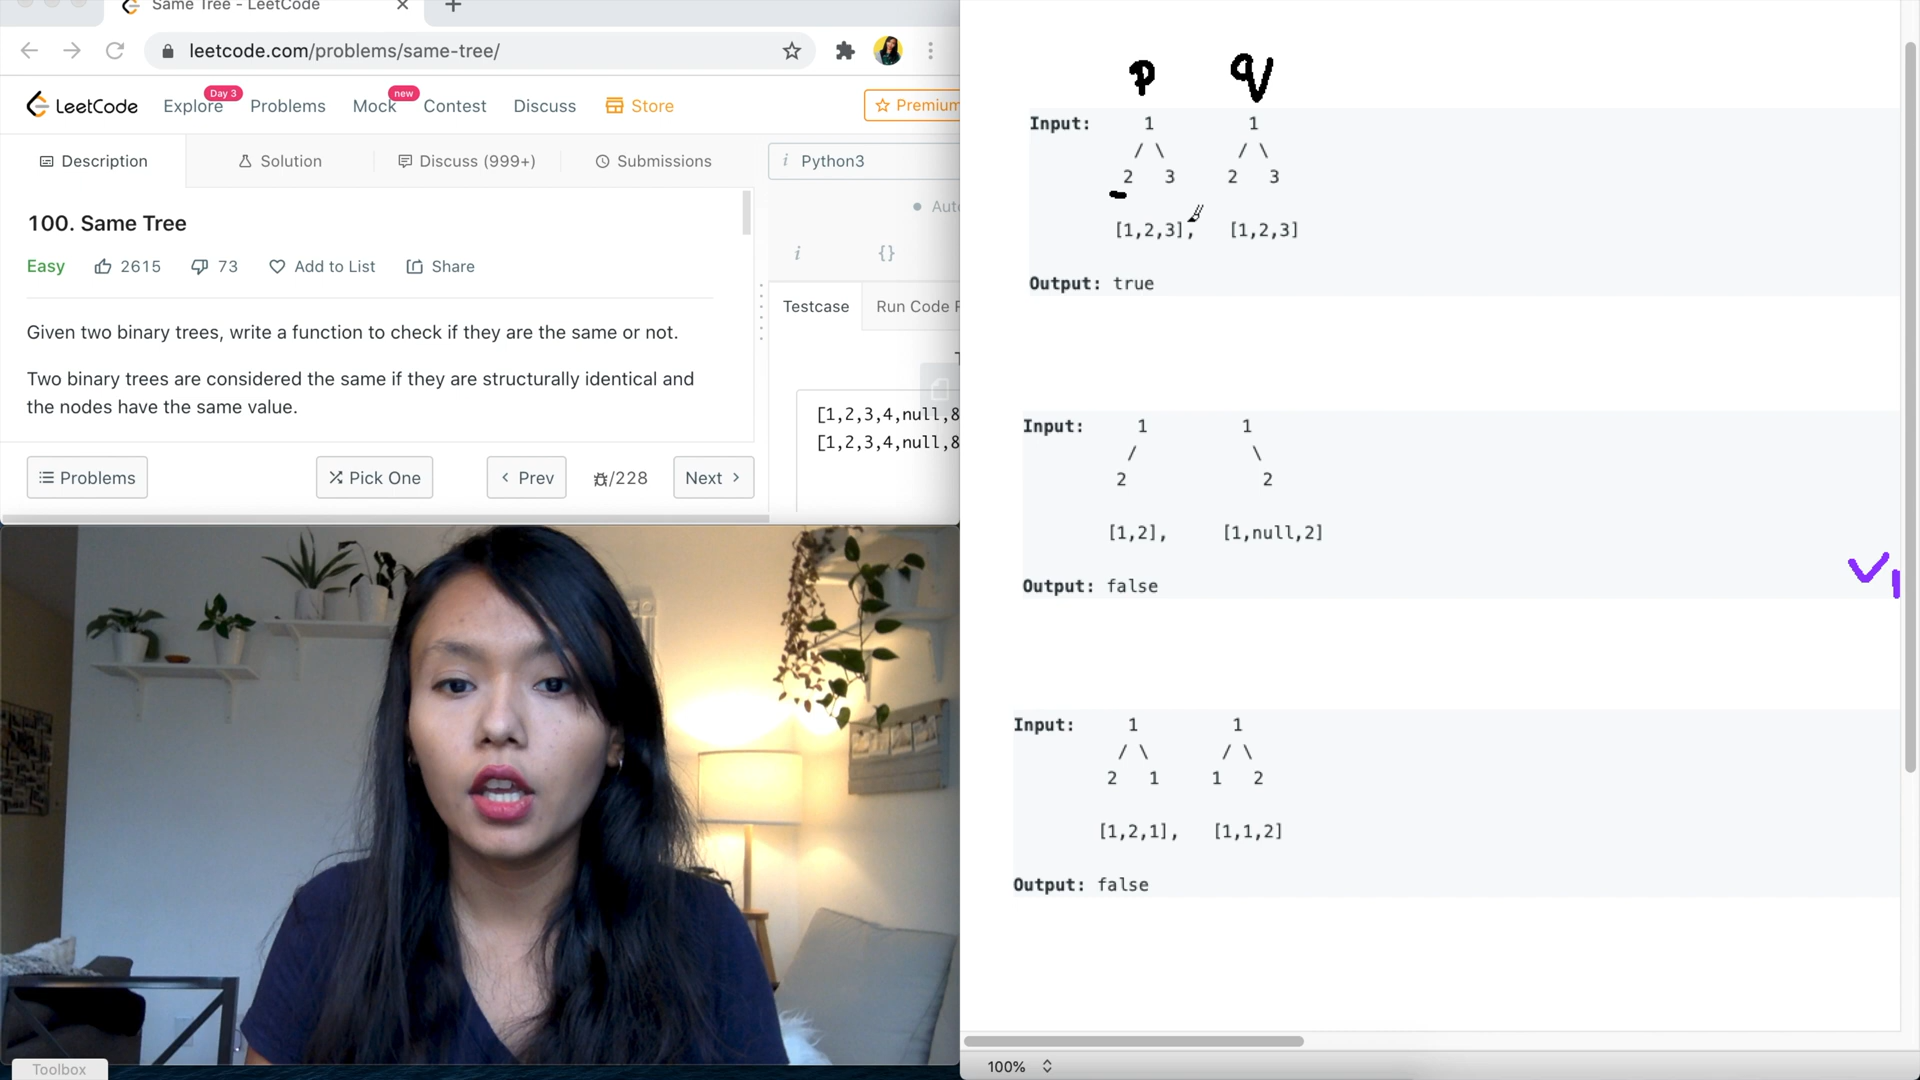 Same Tree - LeetCode
leetcode.com/problems/same-tree/
LeetCode Explore Day 3 Problems Mock new Contest Discuss Store Premium
Description Solution Discuss (999+) Submissions i Python3
100. Same Tree
Easy 2615 73 Add to List Share
i {}
Testcase Run Code
Given two binary trees, write a function to check if they are the same or not.
Two binary trees are considered the same if they are structurally identical and
the nodes have the same value.
[1,2,3,4,null,8
[1,2,3,4,null,8
Problems Pick One < Prev /228 Next >
Toolbox
p q
Input: 1 1
/ \ / \
2 3 2 3
[1,2,3], [1,2,3]
Output: true
Input: 1 1
/ \
2 2
[1,2], [1,null,2]
Output: false
Input: 1 1
/ \ / \
2 1 1 2
[1,2,1], [1,1,2]
Output: false
100%